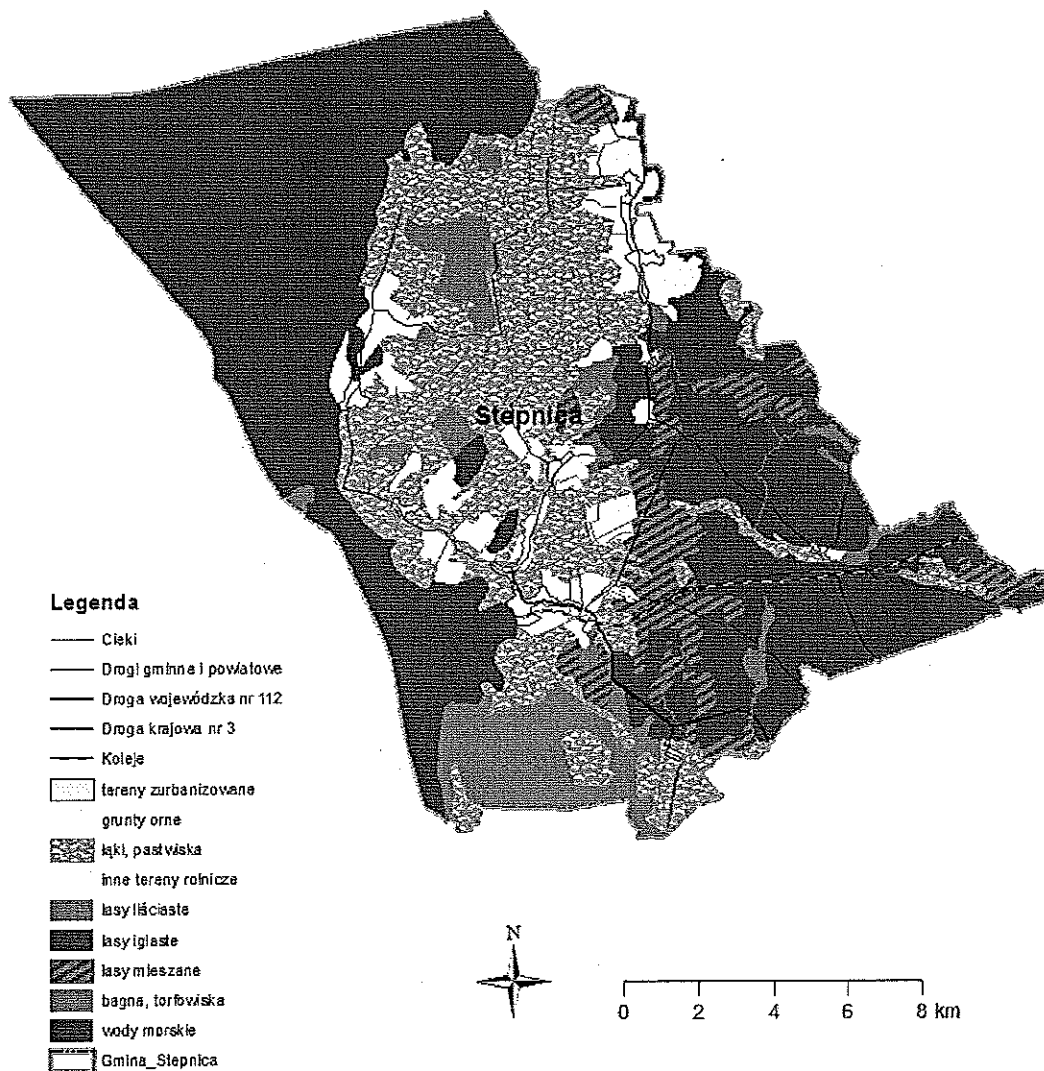 Stepnica
Legenda
Cieki
Drogi gminna i powiatowe
Droga wojewódzka nr 112
Droga krajowa nr 3
Koleje
tereny zurbanizowane
grunty orne
łąki, pastwiska
inne tereny rolnicze
lasy liściaste
lasy iglaste
lasy mieszane
bagna, torfowiska
wody morskie
Gmina_Stepnica
N
0 2 4 6 8 km